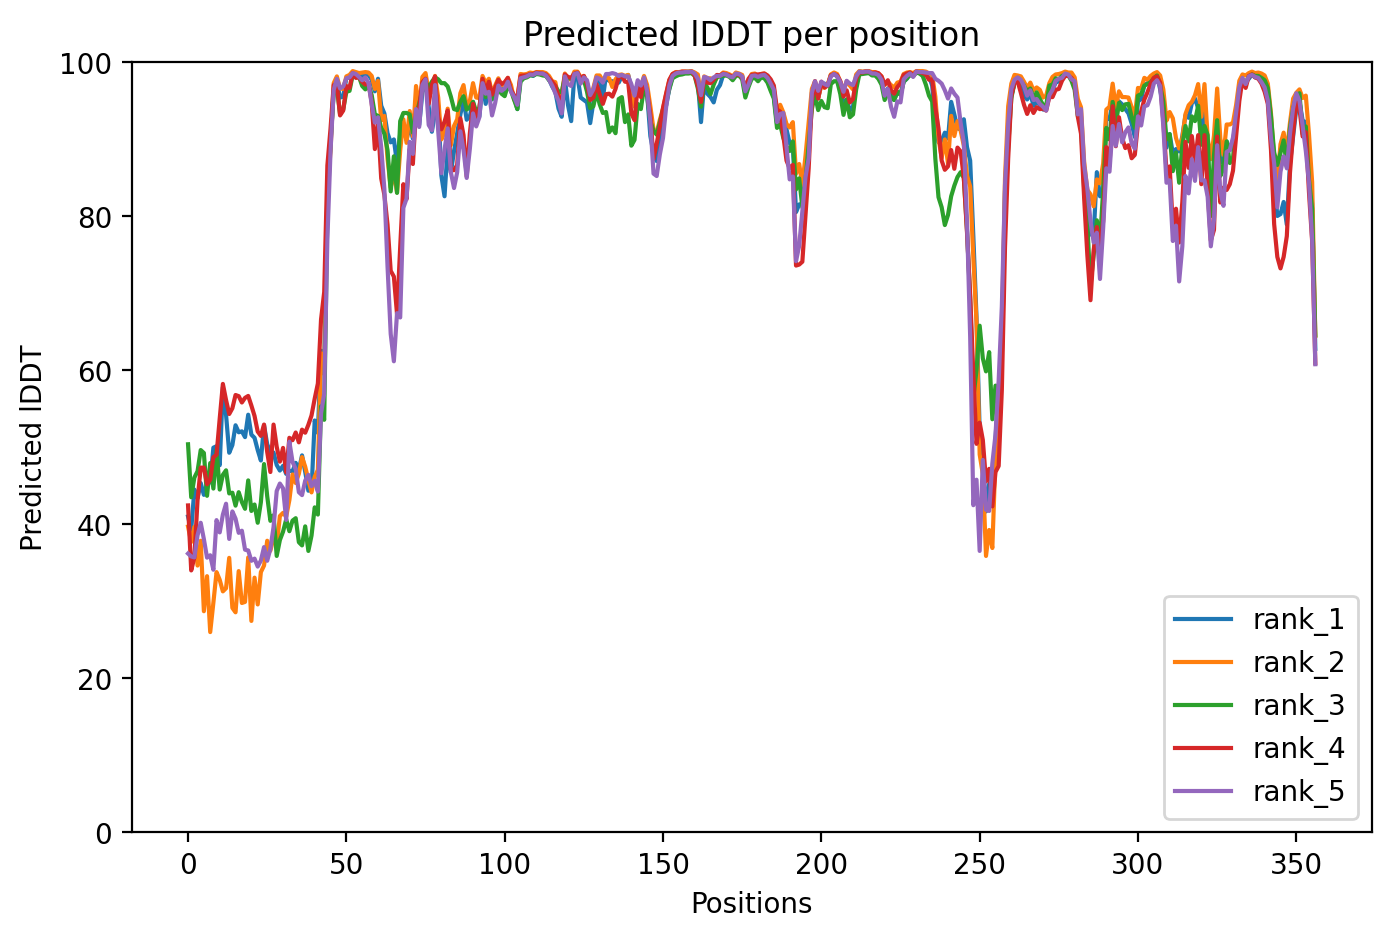 Predicted lDDT per position
100
80
60
40
20
0
Predicted lDDT
0 50 100 150 200 250 300 350
Positions
rank_1
rank_2
rank_3
rank_4
rank_5